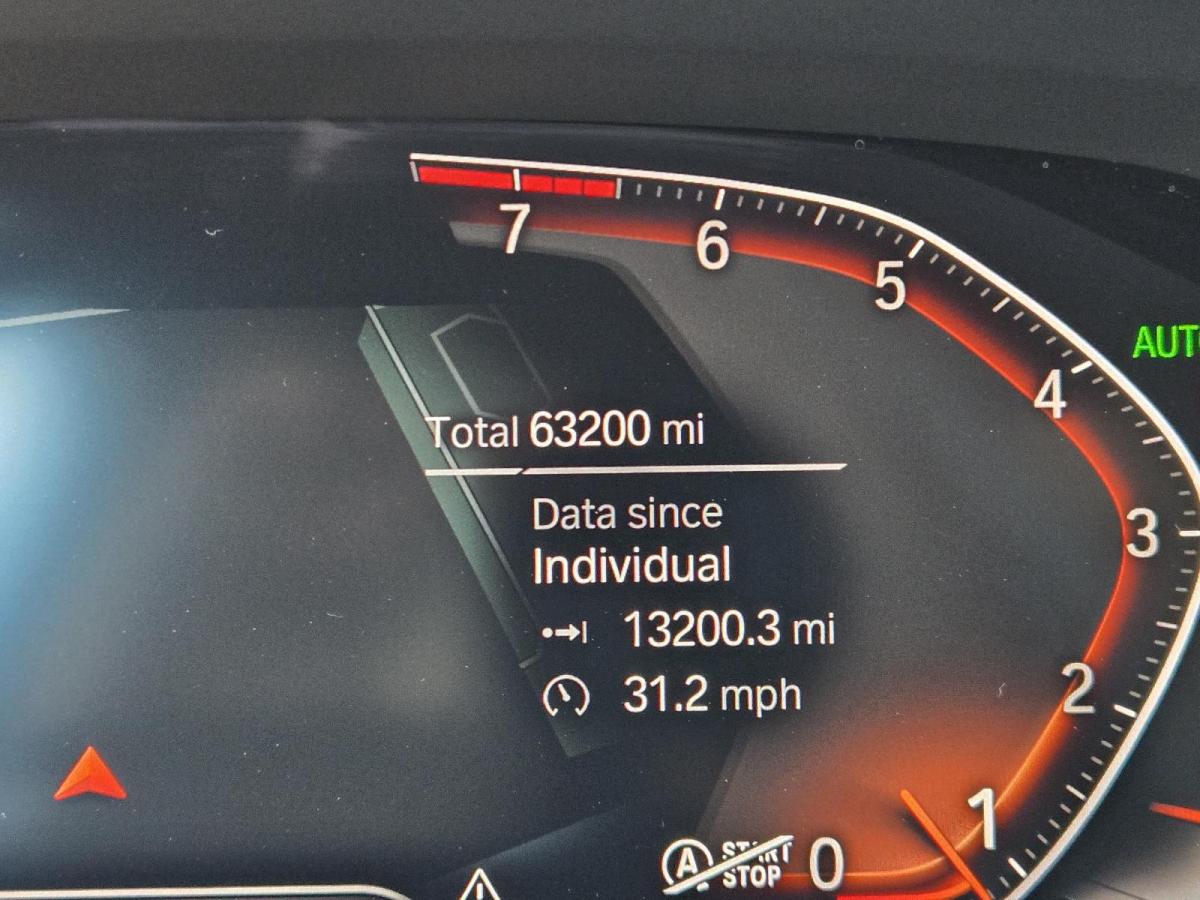 7
6
5
AUTO
4
Total 63200 mi
Data since
3
Individual
13200.3 mi
2
31.2 mph
1
A START
STOP
0